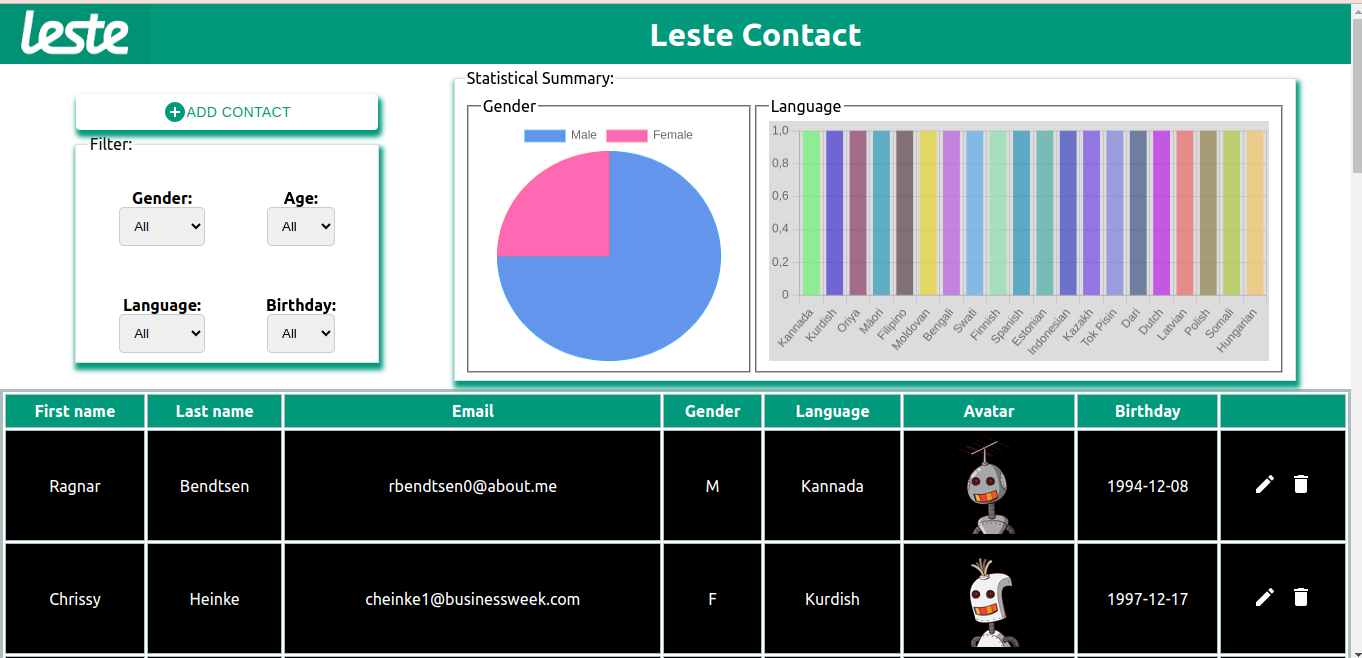 leste
Leste Contact
ADD CONTACT
Filter:
Gender:
All
Age:
All
Language:
All
Birthday:
All
Statistical Summary:
Gender
Male
Female
Language
1,0
0,8
0,6
0,4
0,2
0
Kannada
Kurdish
Oriya
Māori
Filipino
Moldovan
Bengali
Swati
Finnish
Spanish
Estonian
Indonesian
Kazakh
Tok Pisin
Dari
Dutch
Latvian
Polish
Somali
Hungarian
First name Last name Email Gender Language Avatar Birthday
Ragnar Bendtsen rbendtsen0@about.me M Kannada 1994-12-08
Chrissy Heinke cheinke1@businessweek.com F Kurdish 1997-12-17